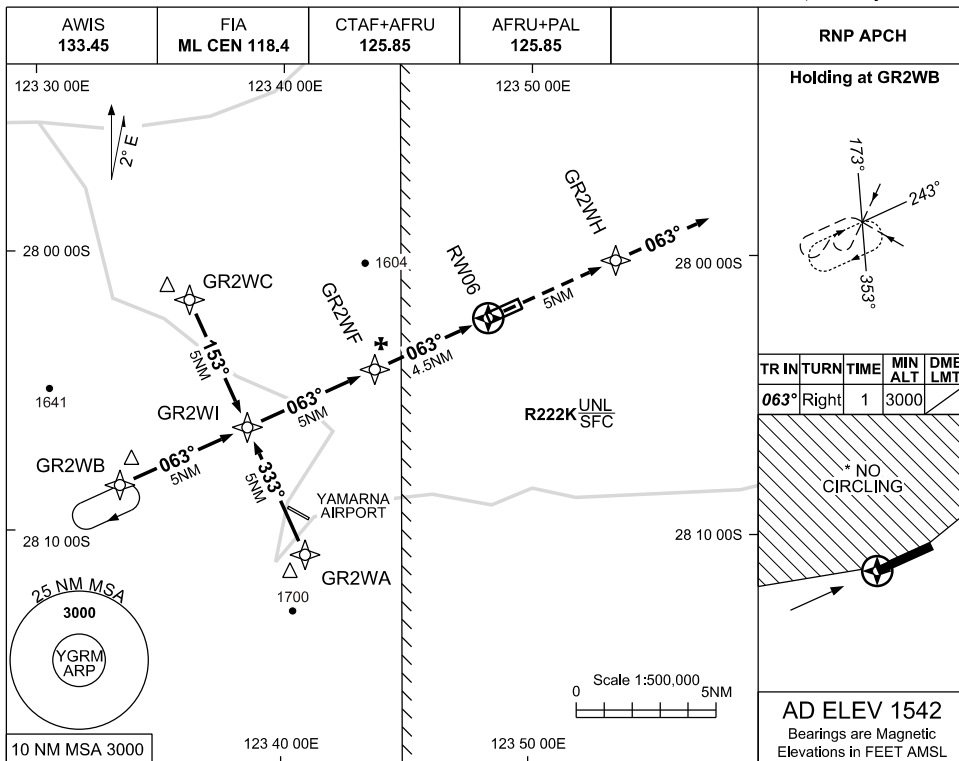 AWIS
133.45
FIA
ML CEN 118.4
CTAF+AFRU
125.85
AFRU+PAL
125.85
RNP APCH
123 30 00E
123 40 00E
123 50 00E
2° E
28 00 00S
28 00 00S
1604
GR2WC
GR2WF
RW06
GR2WH
063°
5NM
063°
4.5NM
153°
5NM
063°
5NM
1641
GR2WI
R222K UNL
SFC
GR2WB
063°
5NM
333°
5NM
YAMARNA
AIRPORT
28 10 00S
28 10 00S
GR2WA
1700
25 NM MSA
3000
YGRM
ARP
10 NM MSA 3000
123 40 00E
123 50 00E
Scale 1:500,000
0
5NM
Holding at GR2WB
173°
243°
353°
TR IN
TURN
TIME
MIN
ALT
DME
LMT
063°
Right
1
3000
* NO
CIRCLING
AD ELEV 1542
Bearings are Magnetic
Elevations in FEET AMSL